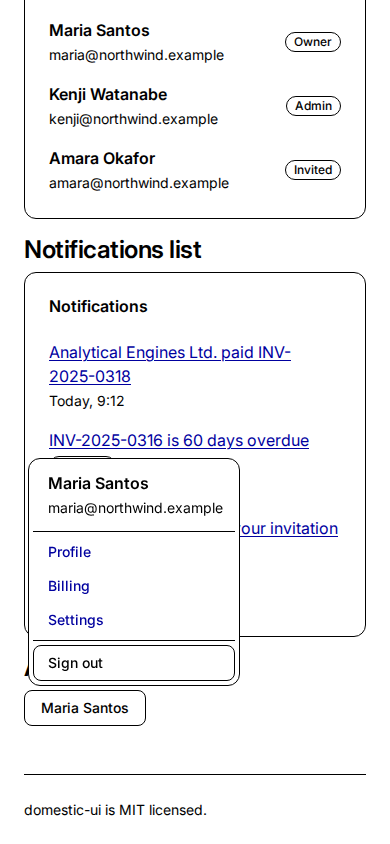 Maria Santos
maria@northwind.example
Owner
Kenji Watanabe
kenji@northwind.example
Admin
Amara Okafor
amara@northwind.example
Invited
Notifications list
Notifications
Analytical Engines Ltd. paid INV-
2025-0318
Today, 9:12
INV-2025-0316 is 60 days overdue
your invitation
Maria Santos
maria@northwind.example
Profile
Billing
Settings
Sign out
Maria Santos
domestic-ui is MIT licensed.